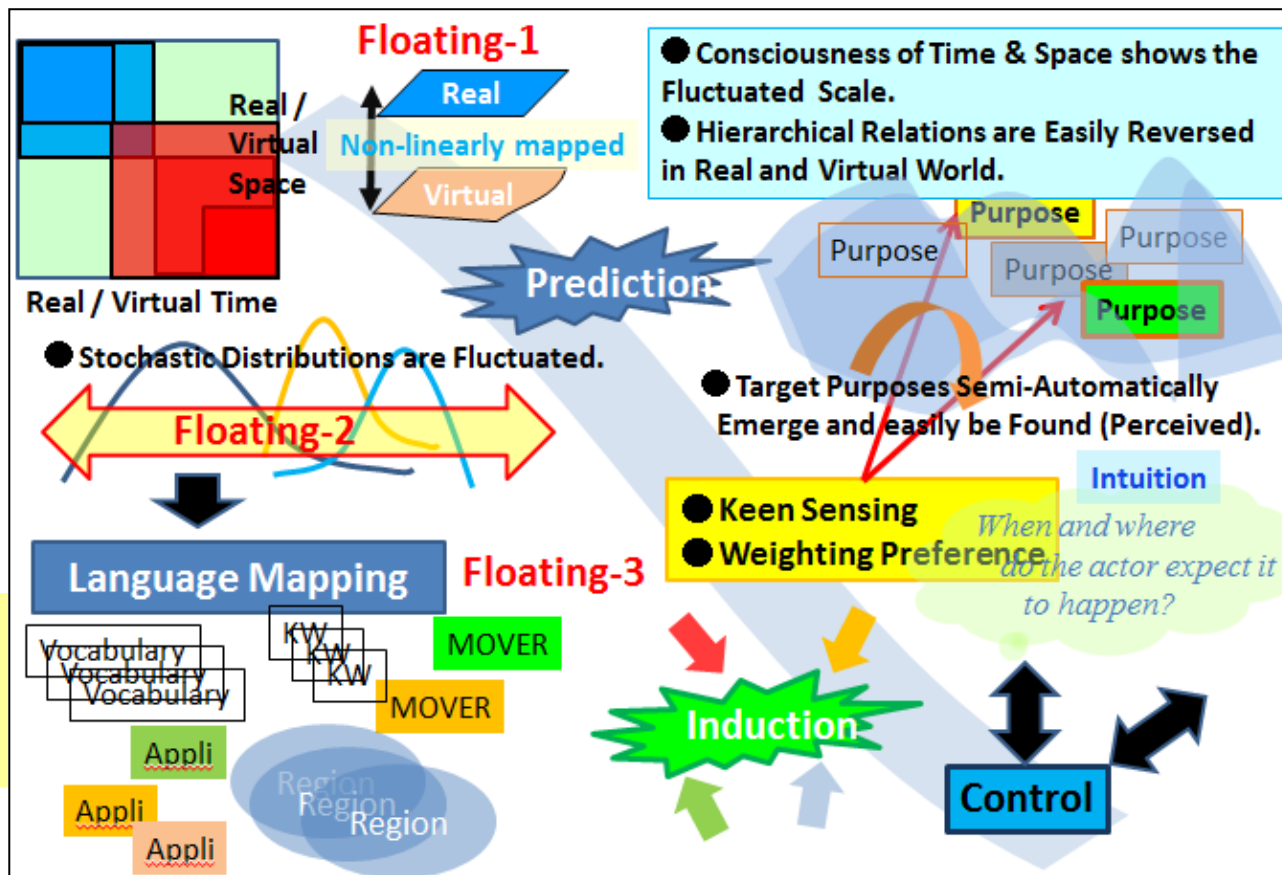 Floating-1
Real /
Virtual
Space
Real / Virtual Time
Real
Non-linearly mapped
Virtual
● Consciousness of Time & Space shows the
Fluctuated Scale.
● Hierarchical Relations are Easily Reversed
in Real and Virtual World.
Purpose
Purpose
Purpose
Purpose
Purpose
Prediction
● Stochastic Distributions are Fluctuated.
Floating-2
● Target Purposes Semi-Automatically
Emerge and easily be Found (Perceived).
Intuition
● Keen Sensing
● Weighting Preference
When and where
do the actor expect it
to happen?
Language Mapping
Floating-3
Vocabulary
Vocabulary
Vocabulary
KW
KW
KW
MOVER
MOVER
Appli
Appli
Appli
Region
Region
Region
Induction
Control